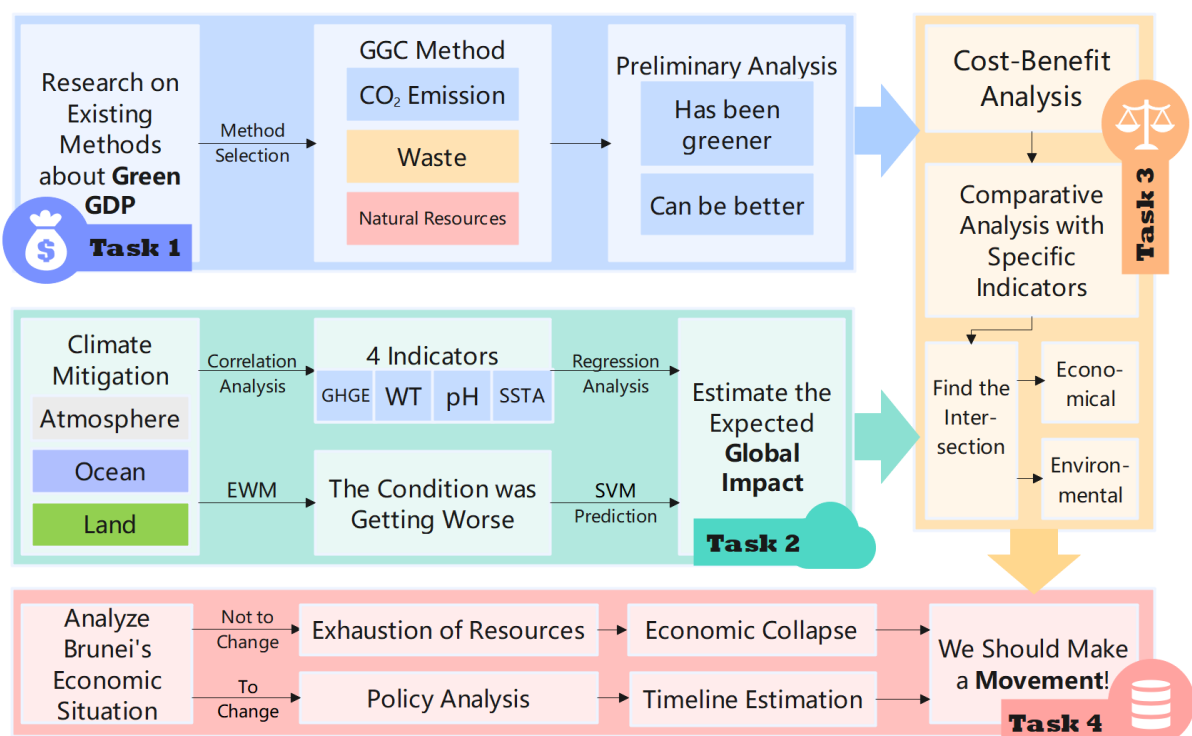 Research on
Existing
Methods
about Green
GDP
Task 1
Method
Selection
GGC Method
CO₂ Emission
Waste
Natural Resources
Preliminary Analysis
Has been
greener
Can be better
Climate
Mitigation
Atmosphere
Ocean
Land
Correlation
Analysis
EWM
4 Indicators
GHGE
WT
pH
SSTA
The Condition was
Getting Worse
Regression
Analysis
SVM
Prediction
Estimate the
Expected
Global
Impact
Task 2
Cost-Benefit
Analysis
Task 3
Comparative
Analysis with
Specific
Indicators
Find the
Inter-
section
Econo-
mical
Environ-
mental
Analyze
Brunei's
Economic
Situation
Not to
Change
Exhaustion of Resources
Economic Collapse
To
Change
Policy Analysis
Timeline Estimation
We Should Make
a Movement!
Task 4